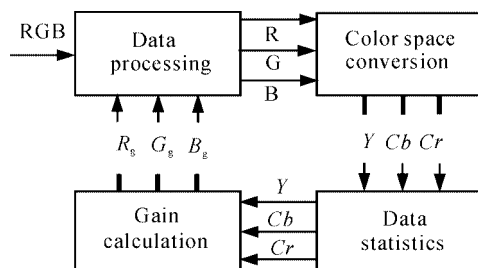 RGB
Data
processing
R
G
B
Color space
conversion
Rg Gg Bg
Y Cb Cr
Gain
calculation
Y
Cb
Cr
Data
statistics